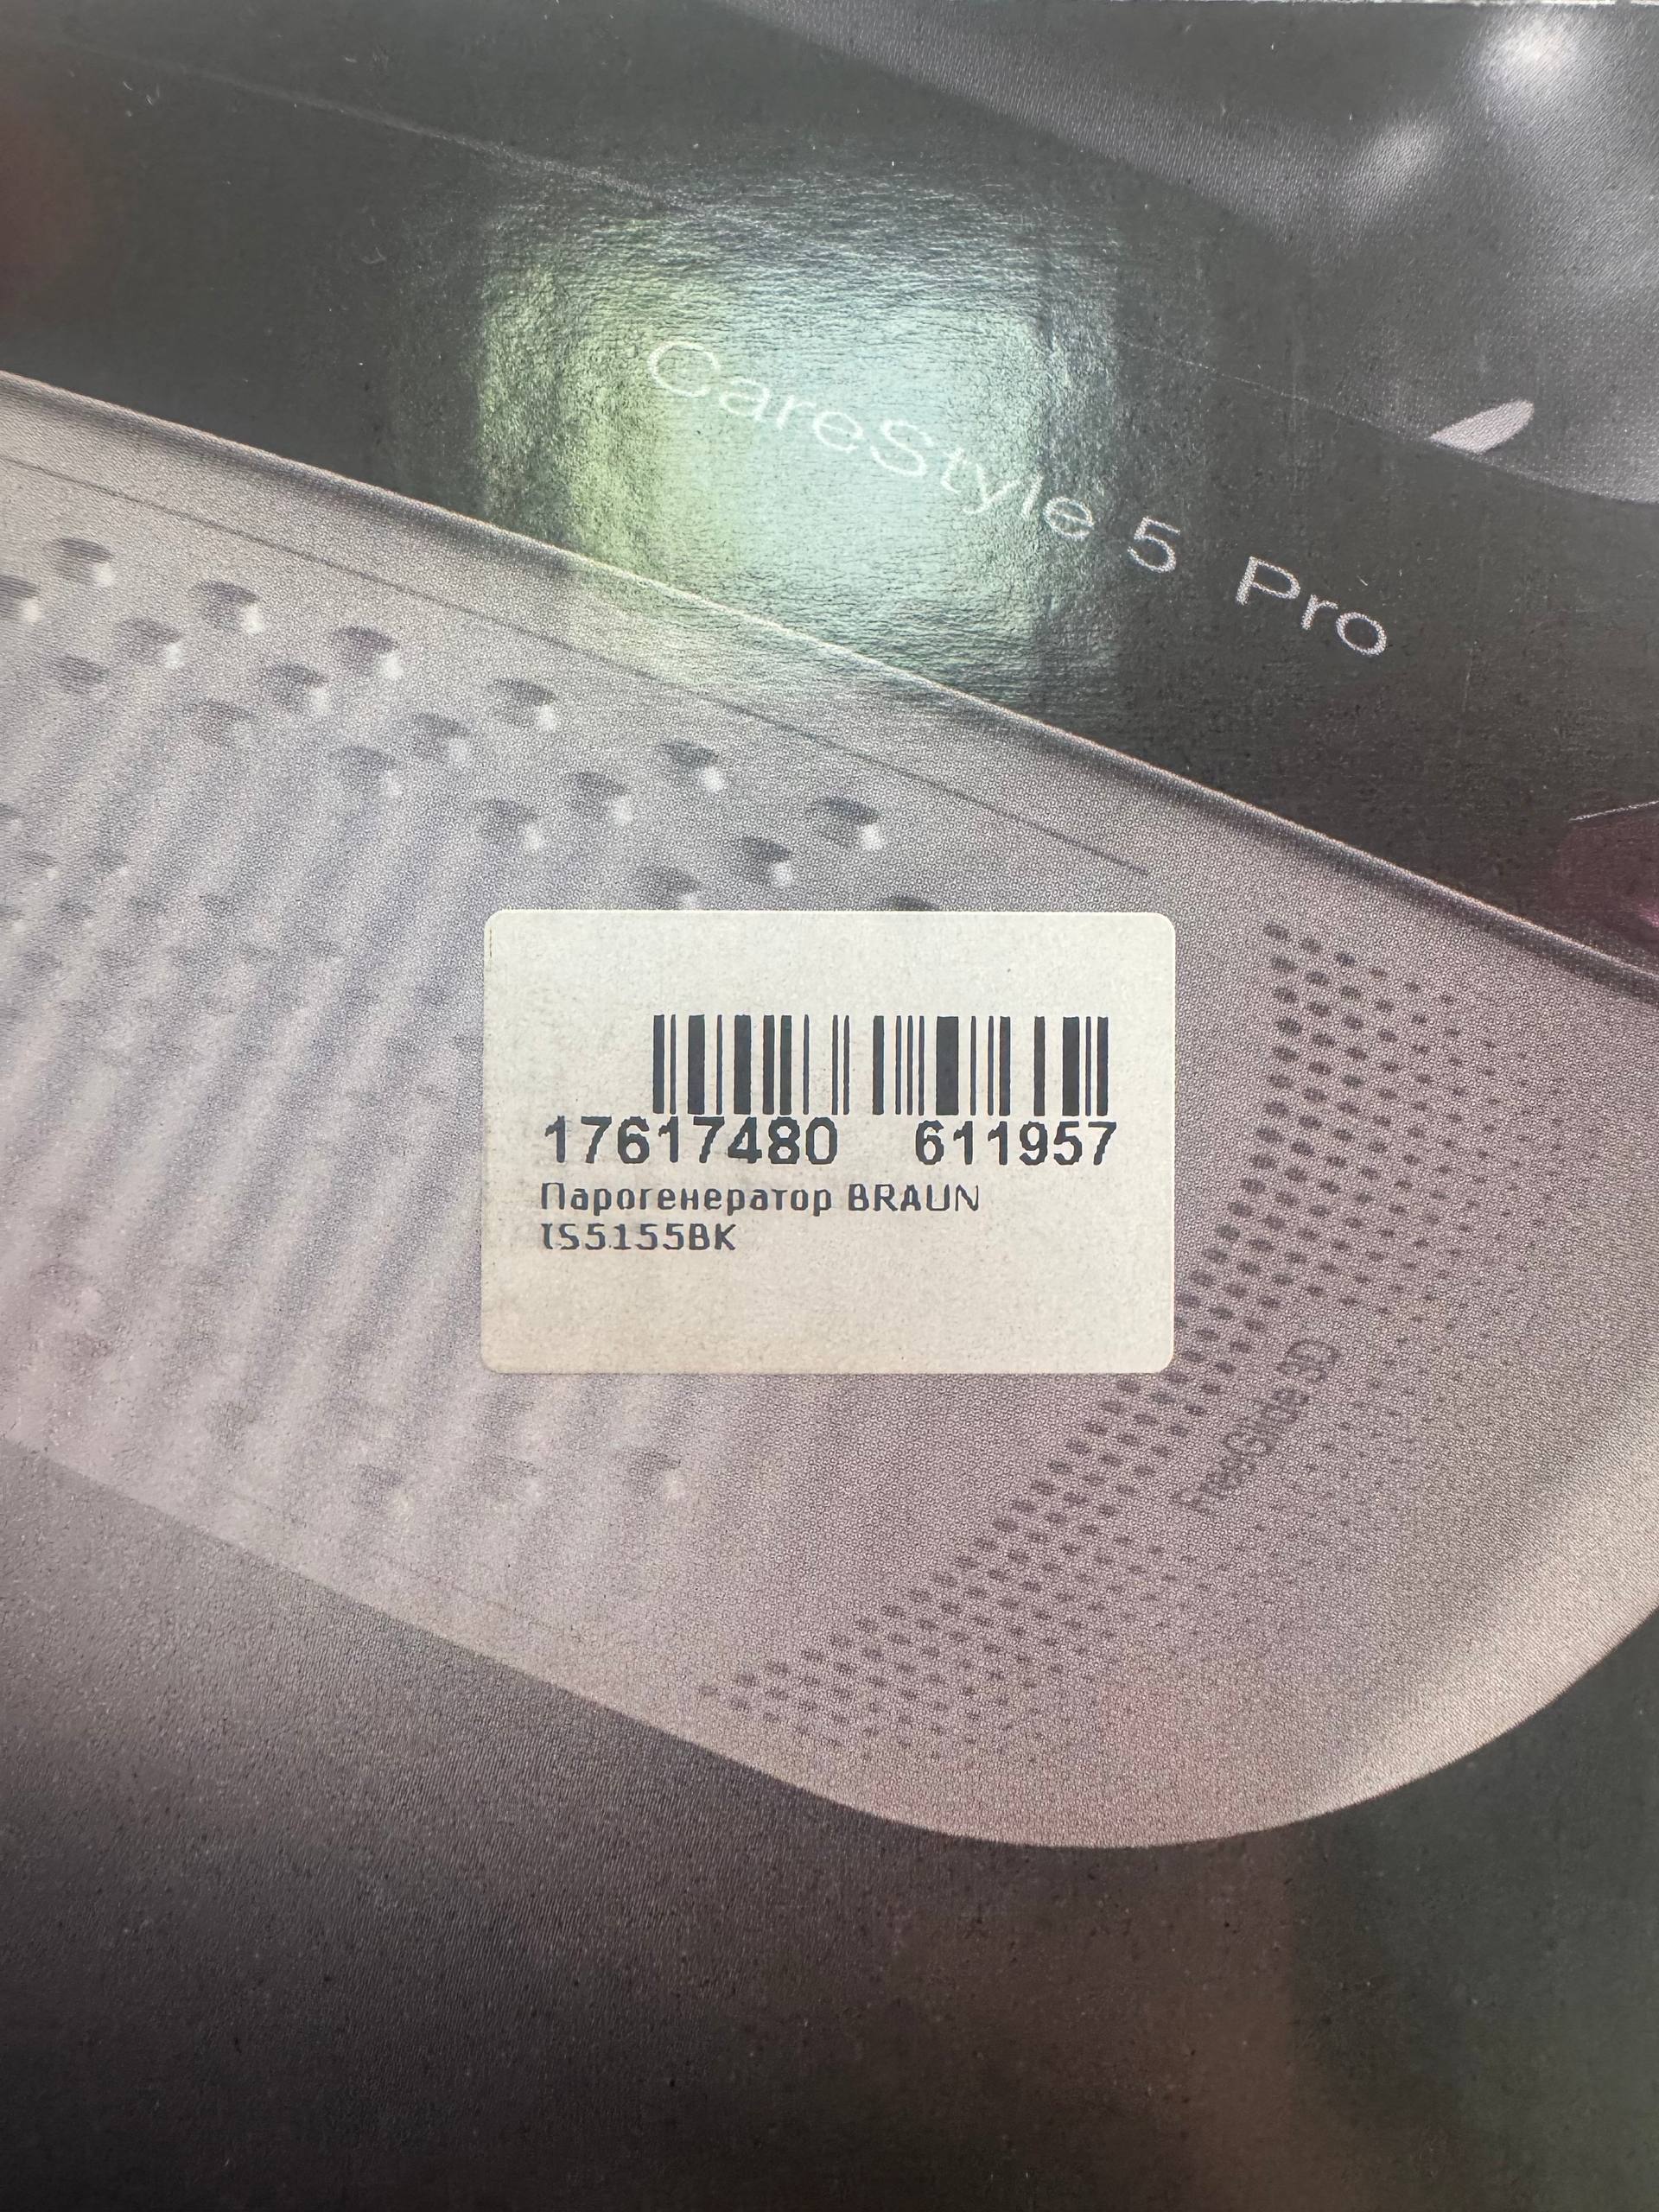 CareStyle 5 Pro
17617480 611957
Парогенератор BRAUN
IS5155BK
FreeGlide 3D